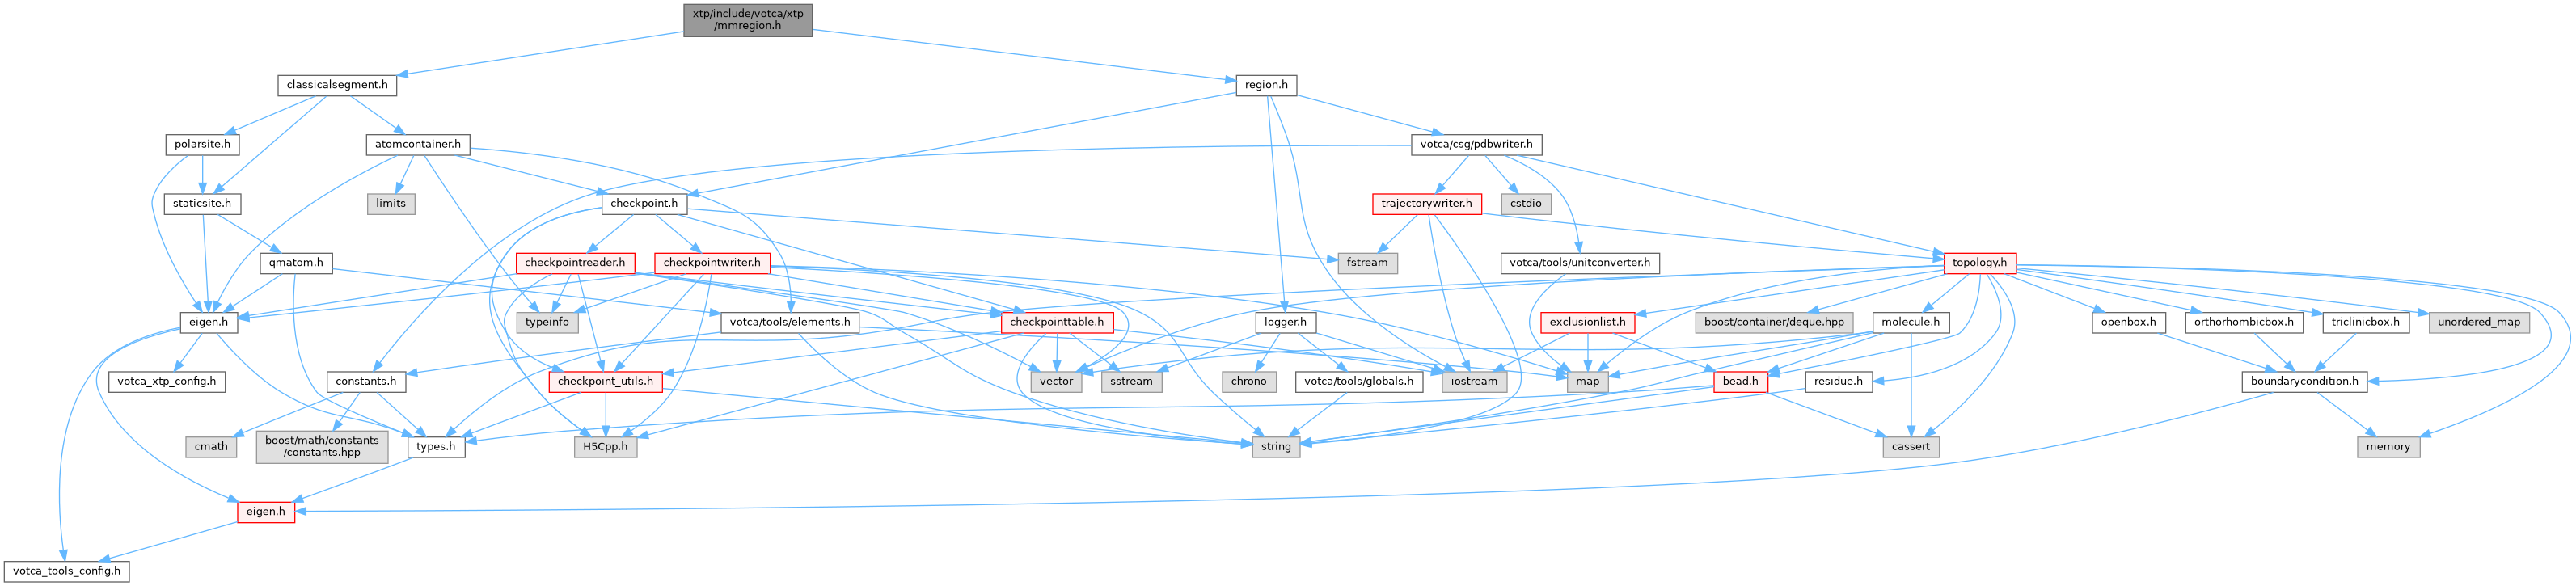 xtp/include/votca/xtp
/mmregion.h
classicalsegment.h
region.h
polarsite.h
atomcontainer.h
votca/csg/pdbwriter.h
staticsite.h
limits
checkpoint.h
trajectorywriter.h
cstdio
qmatom.h
checkpointreader.h
checkpointwriter.h
fstream
votca/tools/unitconverter.h
topology.h
eigen.h
typeinfo
votca/tools/elements.h
checkpointtable.h
logger.h
exclusionlist.h
boost/container/deque.hpp
molecule.h
openbox.h
orthorhombicbox.h
triclinicbox.h
unordered_map
votca_xtp_config.h
constants.h
checkpoint_utils.h
vector
sstream
chrono
votca/tools/globals.h
iostream
map
bead.h
residue.h
boundarycondition.h
cmath
boost/math/constants
/constants.hpp
types.h
H5Cpp.h
string
cassert
memory
eigen.h
votca_tools_config.h